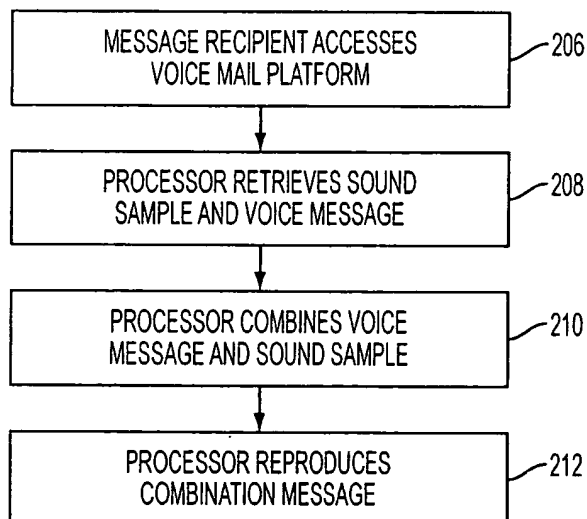 MESSAGE RECIPIENT ACCESSES
VOICE MAIL PLATFORM
206
PROCESSOR RETRIEVES SOUND
SAMPLE AND VOICE MESSAGE
208
PROCESSOR COMBINES VOICE
MESSAGE AND SOUND SAMPLE
210
PROCESSOR REPRODUCES
COMBINATION MESSAGE
212